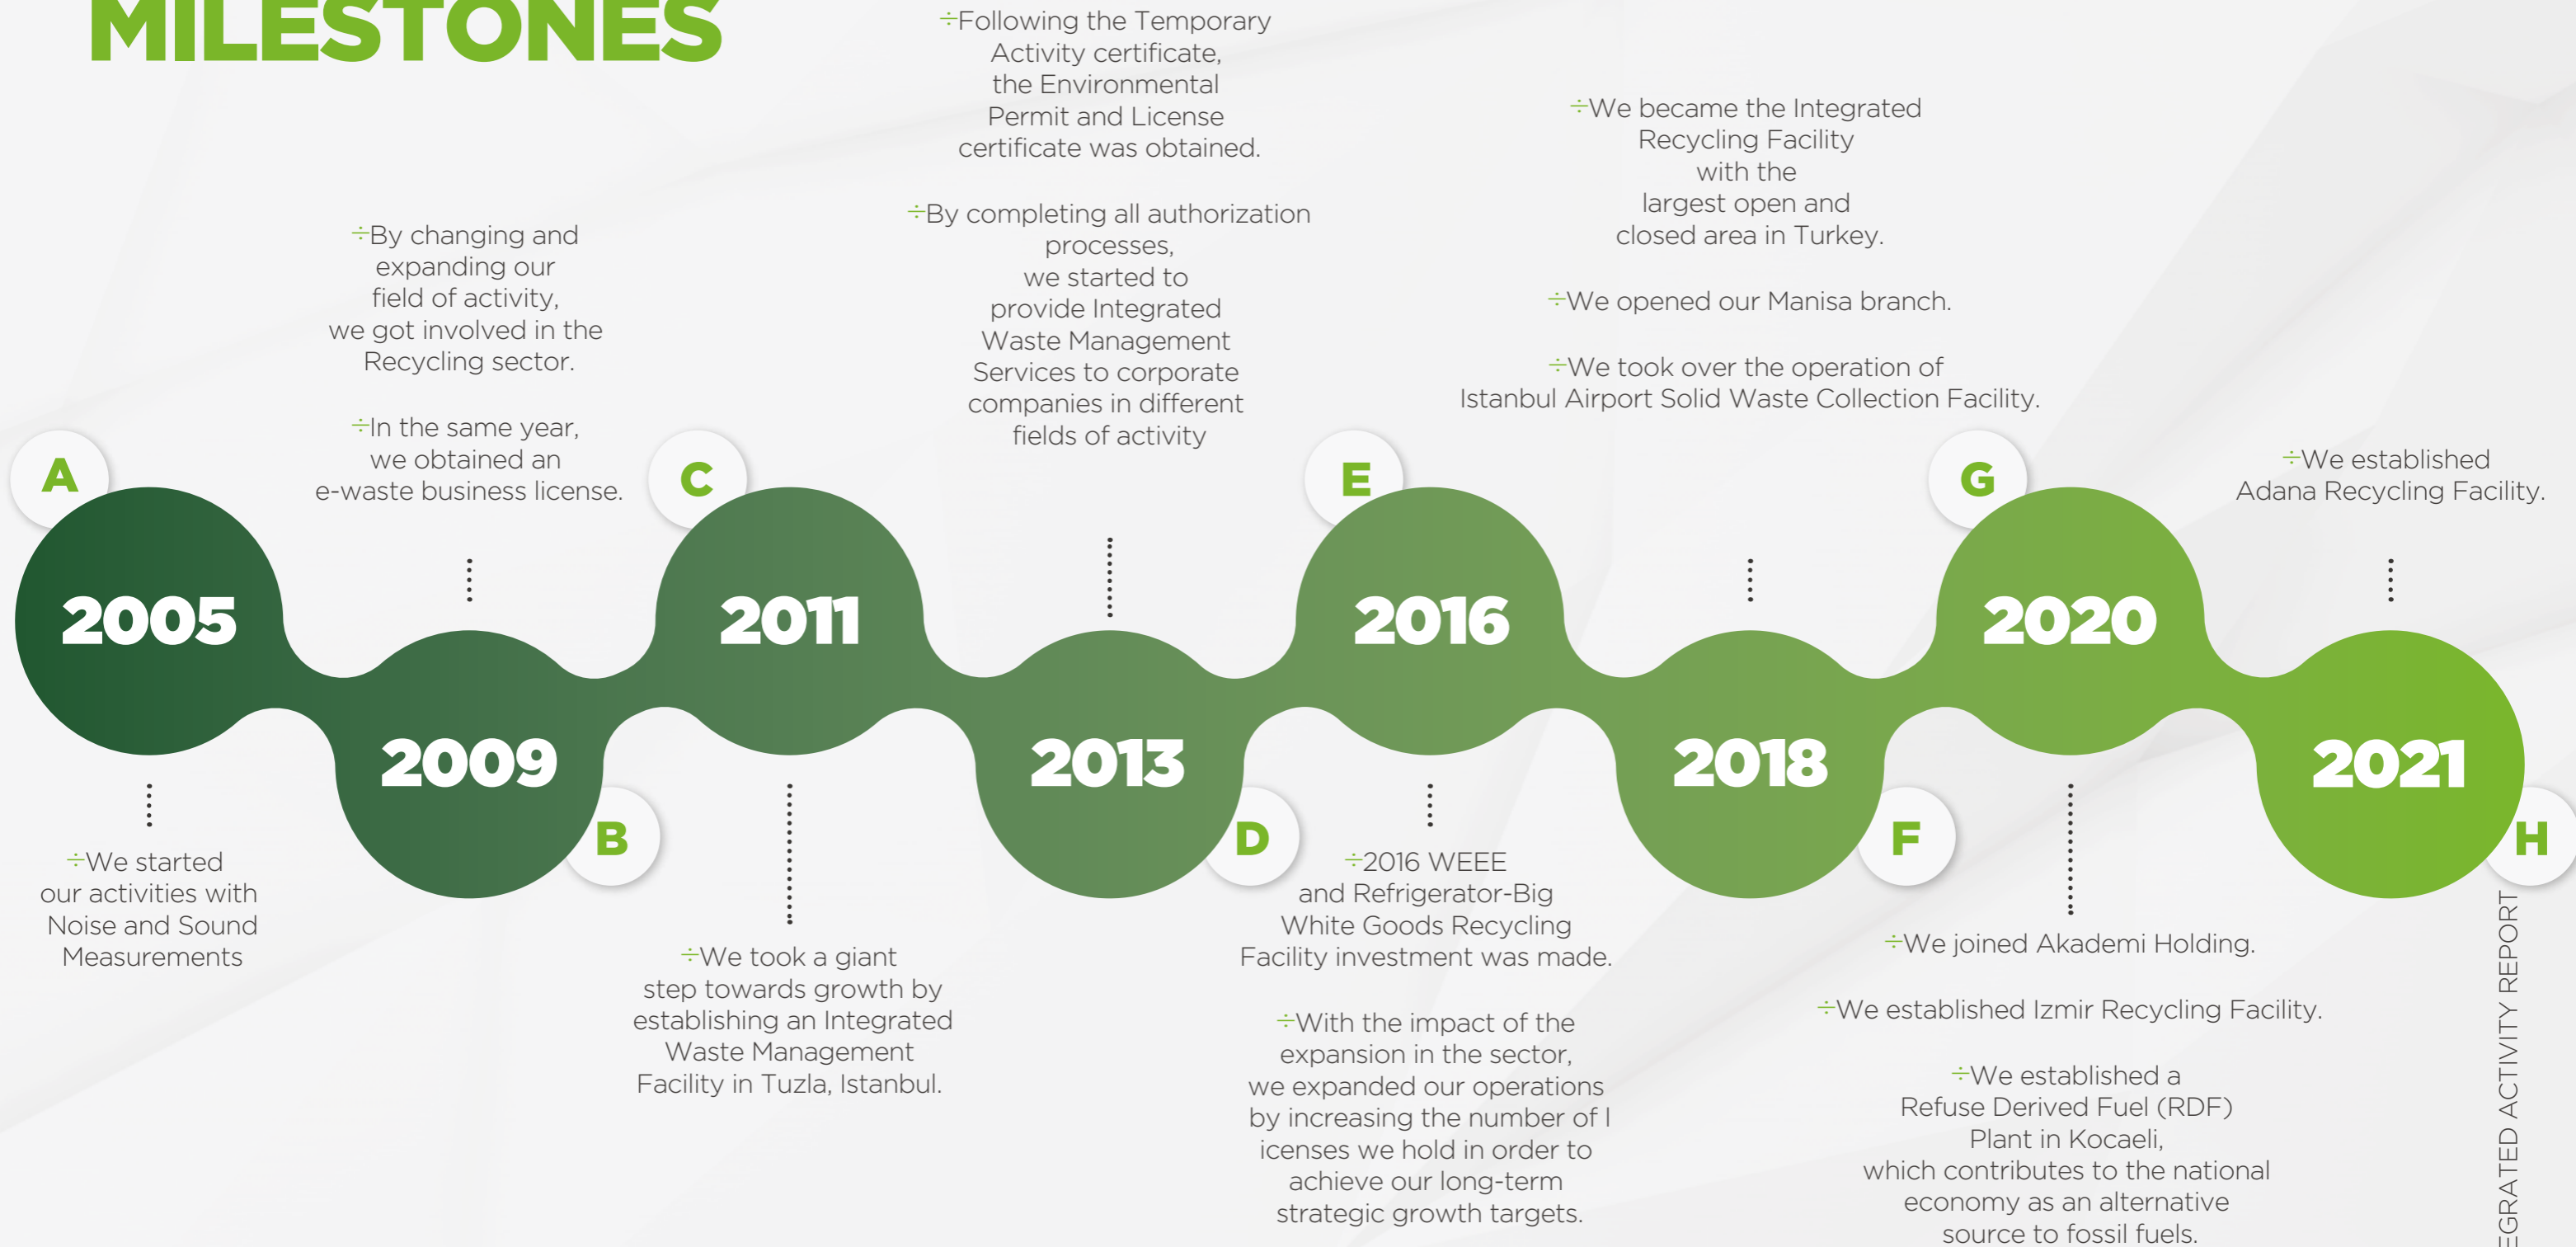 MILESTONES
A
2005
÷We started
our activities with
Noise and Sound
Measurements
÷By changing and
expanding our
field of activity,
we got involved in the
Recycling sector.
÷In the same year,
we obtained an
e-waste business license.
2009
B
C
2011
÷We took a giant
step towards growth by
establishing an Integrated
Waste Management
Facility in Tuzla, Istanbul.
÷Following the Temporary
Activity certificate,
the Environmental
Permit and License
certificate was obtained.
÷By completing all authorization
processes,
we started to
provide Integrated
Waste Management
Services to corporate
companies in different
fields of activity
2013
D
E
2016
÷2016 WEEE
and Refrigerator-Big
White Goods Recycling
Facility investment was made.
÷With the impact of the
expansion in the sector,
we expanded our operations
by increasing the number of l
icenses we hold in order to
achieve our long-term
strategic growth targets.
÷We became the Integrated
Recycling Facility
with the
largest open and
closed area in Turkey.
÷We opened our Manisa branch.
÷We took over the operation of
Istanbul Airport Solid Waste Collection Facility.
2018
F
G
2020
÷We joined Akademi Holding.
÷We established Izmir Recycling Facility.
÷We established a
Refuse Derived Fuel (RDF)
Plant in Kocaeli,
which contributes to the national
economy as an alternative
source to fossil fuels.
÷We established
Adana Recycling Facility.
2021
H
EGRATED ACTIVITY REPORT